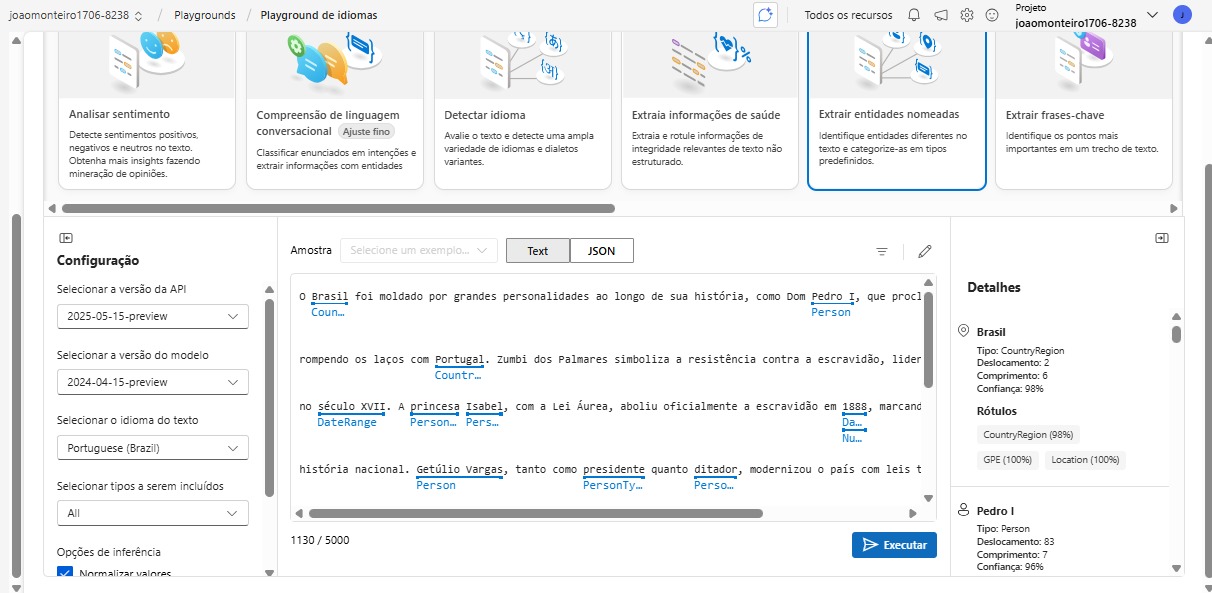 joaomonteiro1706-8238 / Playgrounds / Playground de idiomas
Todos os recursos
Projeto
joaomonteiro1706-8238
J
Analisar sentimento
Detecte sentimentos positivos,
negativos e neutros no texto.
Obtenha mais insights fazendo
mineração de opiniões.
Compreensão de linguagem
conversacional Ajuste fino
Classificar enunciados em intenções e
extrair informações com entidades
Detectar idioma
Avalie o texto e detecte uma ampla
variedade de idiomas e dialetos
variantes.
Extraia informações de saúde
Extraia e rotule informações de
integridade relevantes de texto não
estruturado.
Extrair entidades nomeadas
Identifique entidades diferentes no
texto e categorize-as em tipos
predefinidos.
Extrair frases-chave
Identifique os pontos mais
importantes em um trecho de texto.
Configuração
Selecionar a versão da API
2025-05-15-preview
Selecionar a versão do modelo
2024-04-15-preview
Selecionar o idioma do texto
Portuguese (Brazil)
Selecionar tipos a serem incluídos
All
Opções de inferência
Normalizar valores
Amostra
Selecione um exemplo...
Text
JSON
O Brasil foi moldado por grandes personalidades ao longo de sua história, como Dom Pedro I, que procl
Coun… Person
rompendo os laços com Portugal. Zumbi dos Palmares simboliza a resistência contra a escravidão, lider
Countr…
no século XVII. A princesa Isabel, com a Lei Áurea, aboliu oficialmente a escravidão em 1888, marcand
DateRange Person… Pers… Da…
Nu…
história nacional. Getúlio Vargas, tanto como presidente quanto ditador, modernizou o país com leis t
Person PersonTy… Perso…
1130 / 5000
Executar
Detalhes
Brasil
Tipo: CountryRegion
Deslocamento: 2
Comprimento: 6
Confiança: 98%
Rótulos
CountryRegion (98%)
GPE (100%) Location (100%)
Pedro I
Tipo: Person
Deslocamento: 83
Comprimento: 7
Confiança: 96%